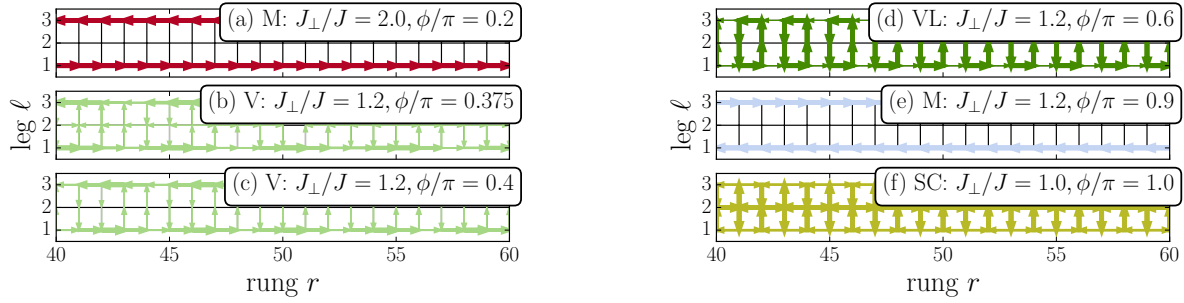 (a) M: J⊥/J = 2.0, ϕ/π = 0.2
3
2
1
(b) V: J⊥/J = 1.2, ϕ/π = 0.375
3
2
1
leg ℓ
(c) V: J⊥/J = 1.2, ϕ/π = 0.4
3
2
1
40 45 50 55 60
rung r
(d) VL: J⊥/J = 1.2, ϕ/π = 0.6
3
2
1
(e) M: J⊥/J = 1.2, ϕ/π = 0.9
3
2
1
leg ℓ
(f) SC: J⊥/J = 1.0, ϕ/π = 1.0
3
2
1
40 45 50 55 60
rung r